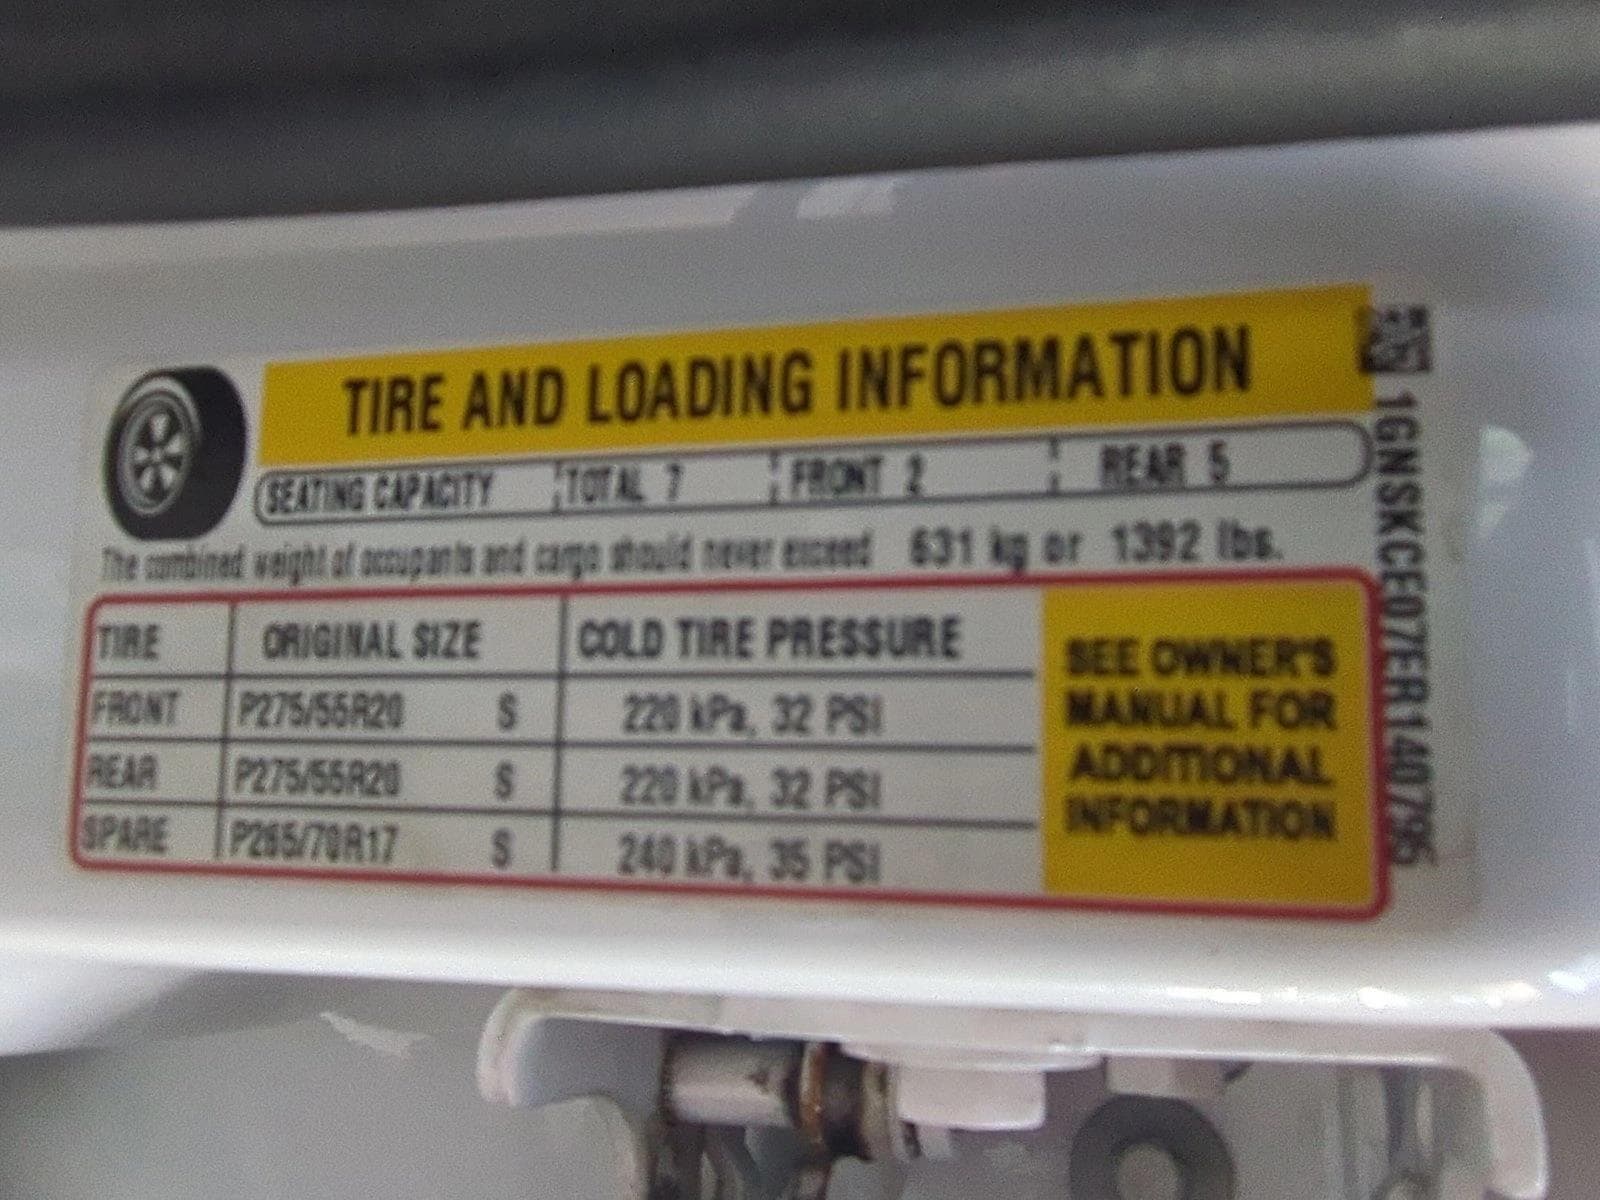 TIRE AND LOADING INFORMATION
SEATING CAPACITY TOTAL 7 FRONT 2 REAR 5
The combined weight of occupants and cargo should never exceed 631 kg or 1392 lbs.
TIRE ORIGINAL SIZE COLD TIRE PRESSURE
FRONT P275/55R20 S 220 kPa, 32 PSI
REAR P275/55R20 S 220 kPa, 32 PSI
SPARE P265/70R17 S 240 kPa, 35 PSI
SEE OWNER'S
MANUAL FOR
ADDITIONAL
INFORMATION
1GNSKCE07ER140795